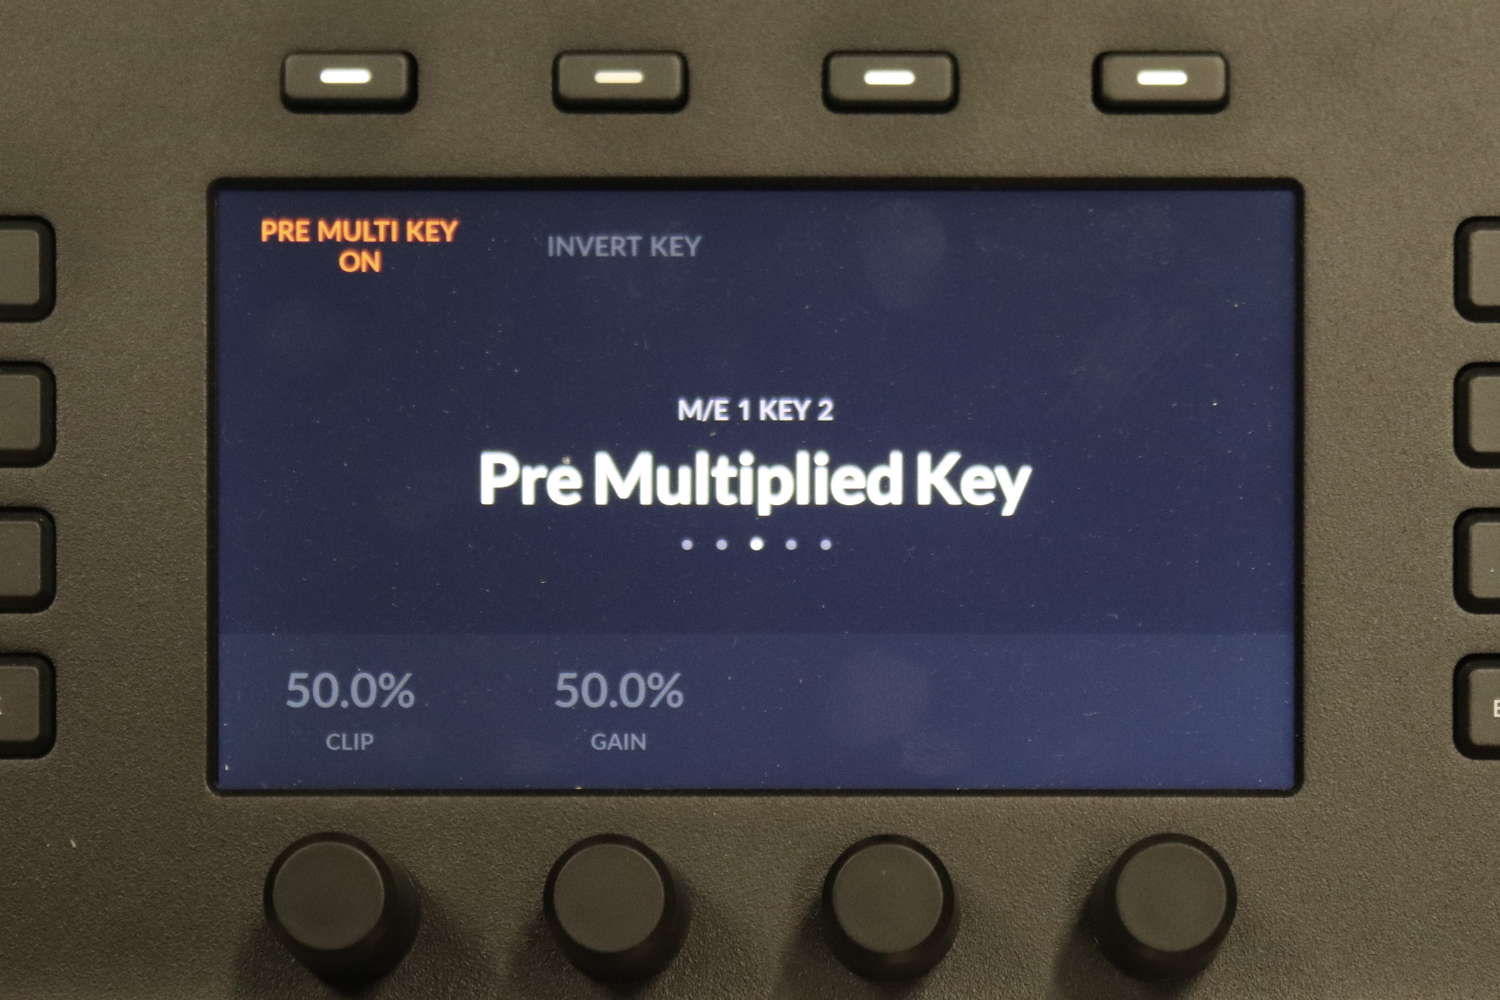 PRE MULTI KEY
ON
INVERT KEY
M/E 1 KEY 2
Pre Multiplied Key
50.0%
50.0%
CLIP
GAIN